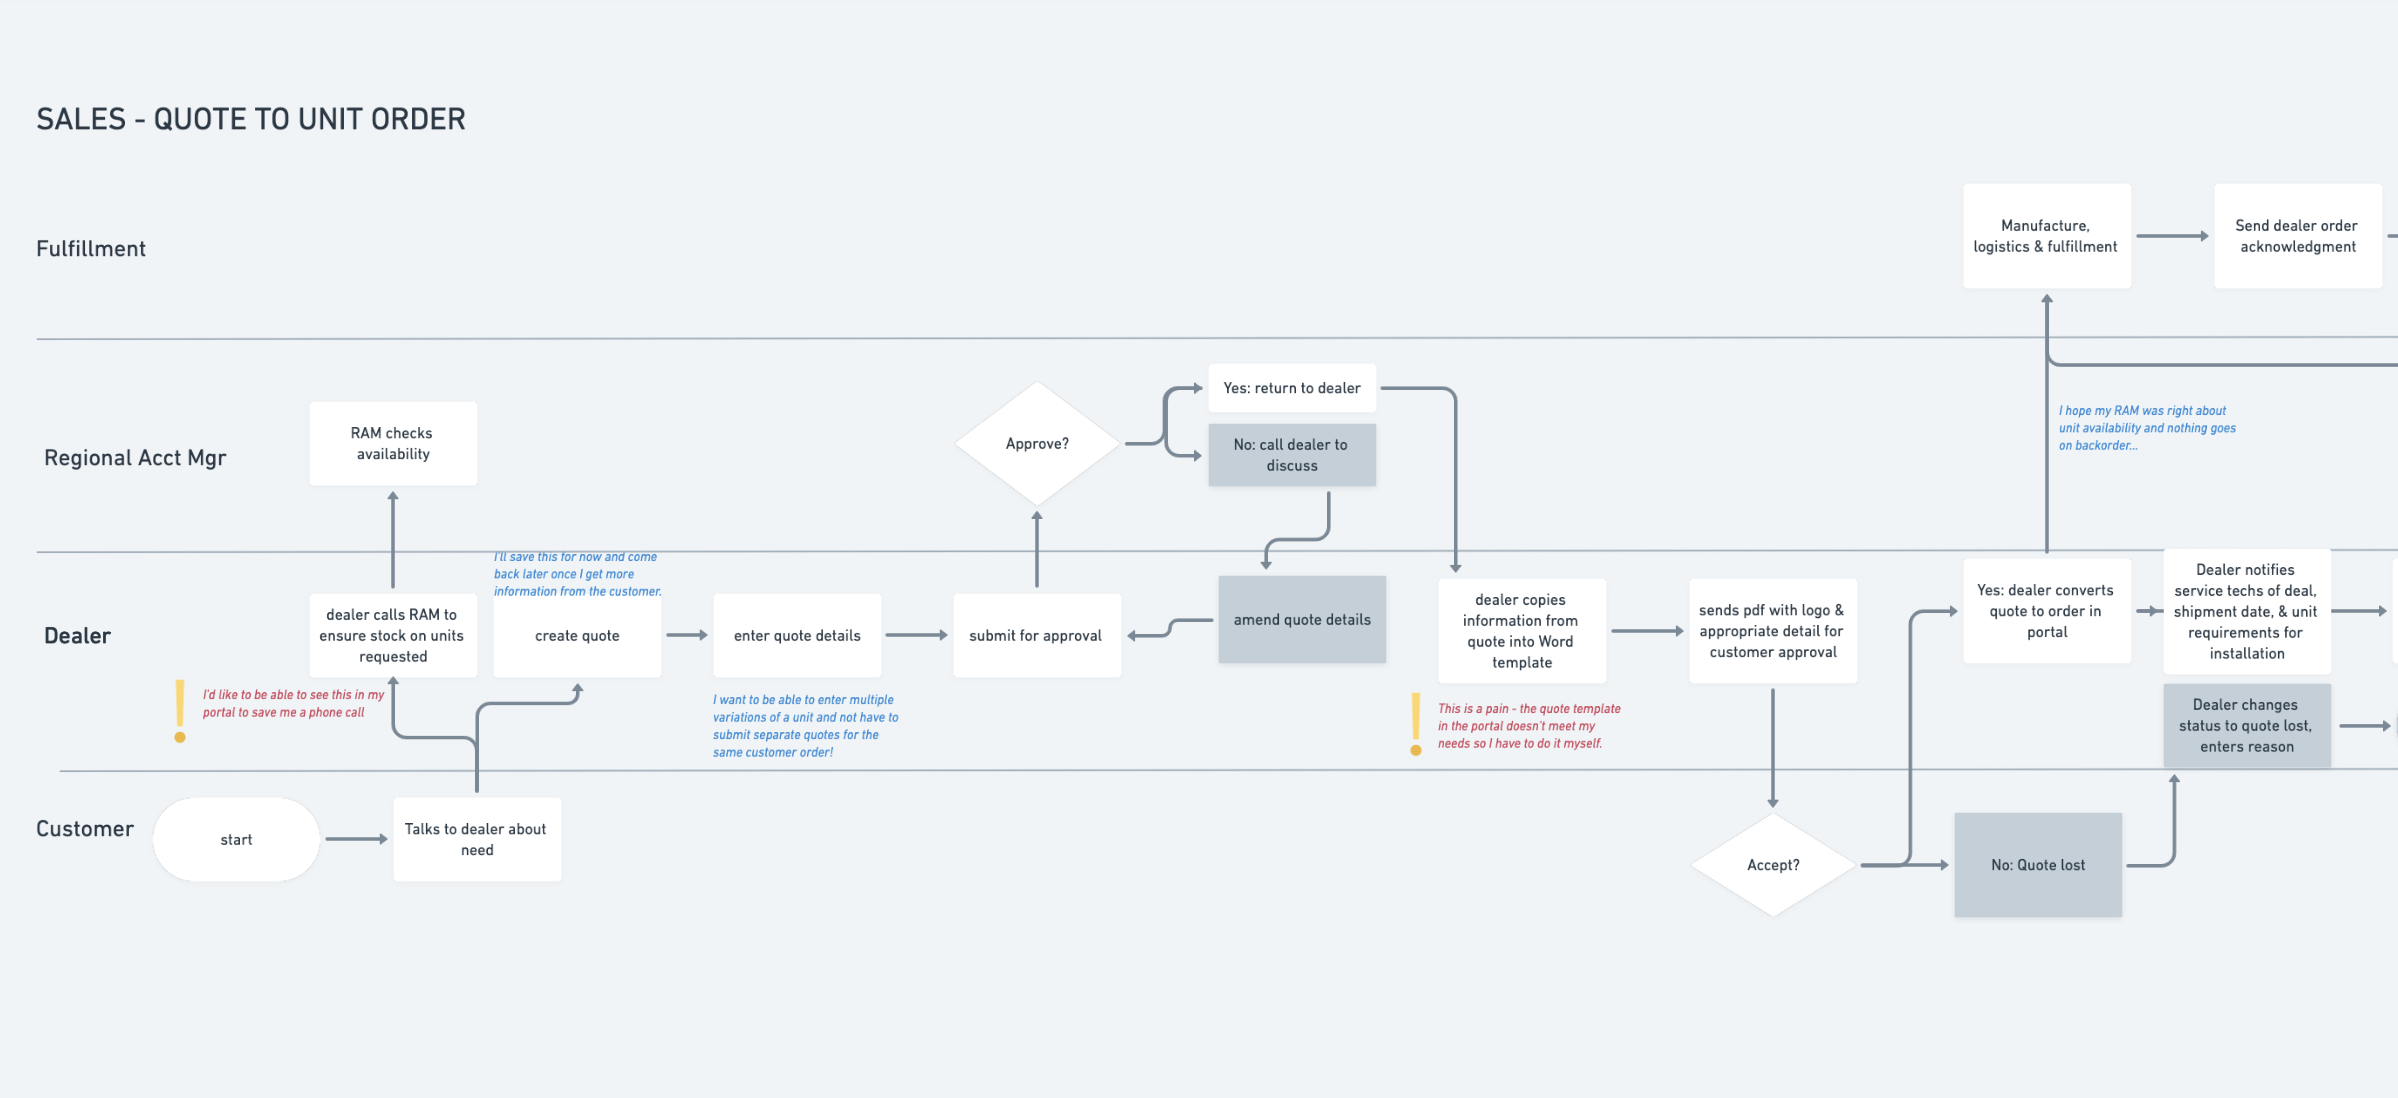 SALES - QUOTE TO UNIT ORDER
Fulfillment
Manufacture,
logistics & fulfillment
Send dealer order
acknowledgment
Regional Acct Mgr
RAM checks
availability
Approve?
Yes: return to dealer
No: call dealer to
discuss
I hope my RAM was right about
unit availability and nothing goes
on backorder...
Dealer
dealer calls RAM to
ensure stock on units
requested
I'd like to be able to see this in my
portal to save me a phone call
I'll save this for now and come
back later once I get more
information from the customer.
create quote
enter quote details
I want to be able to enter multiple
variations of a unit and not have to
submit separate quotes for the
same customer order!
submit for approval
amend quote details
dealer copies
information from
quote into Word
template
This is a pain - the quote template
in the portal doesn't meet my
needs so I have to do it myself.
sends pdf with logo &
appropriate detail for
customer approval
Yes: dealer converts
quote to order in
portal
Dealer notifies
service techs of deal,
shipment date, & unit
requirements for
installation
Dealer changes
status to quote lost,
enters reason
Customer
start
Talks to dealer about
need
Accept?
No: Quote lost